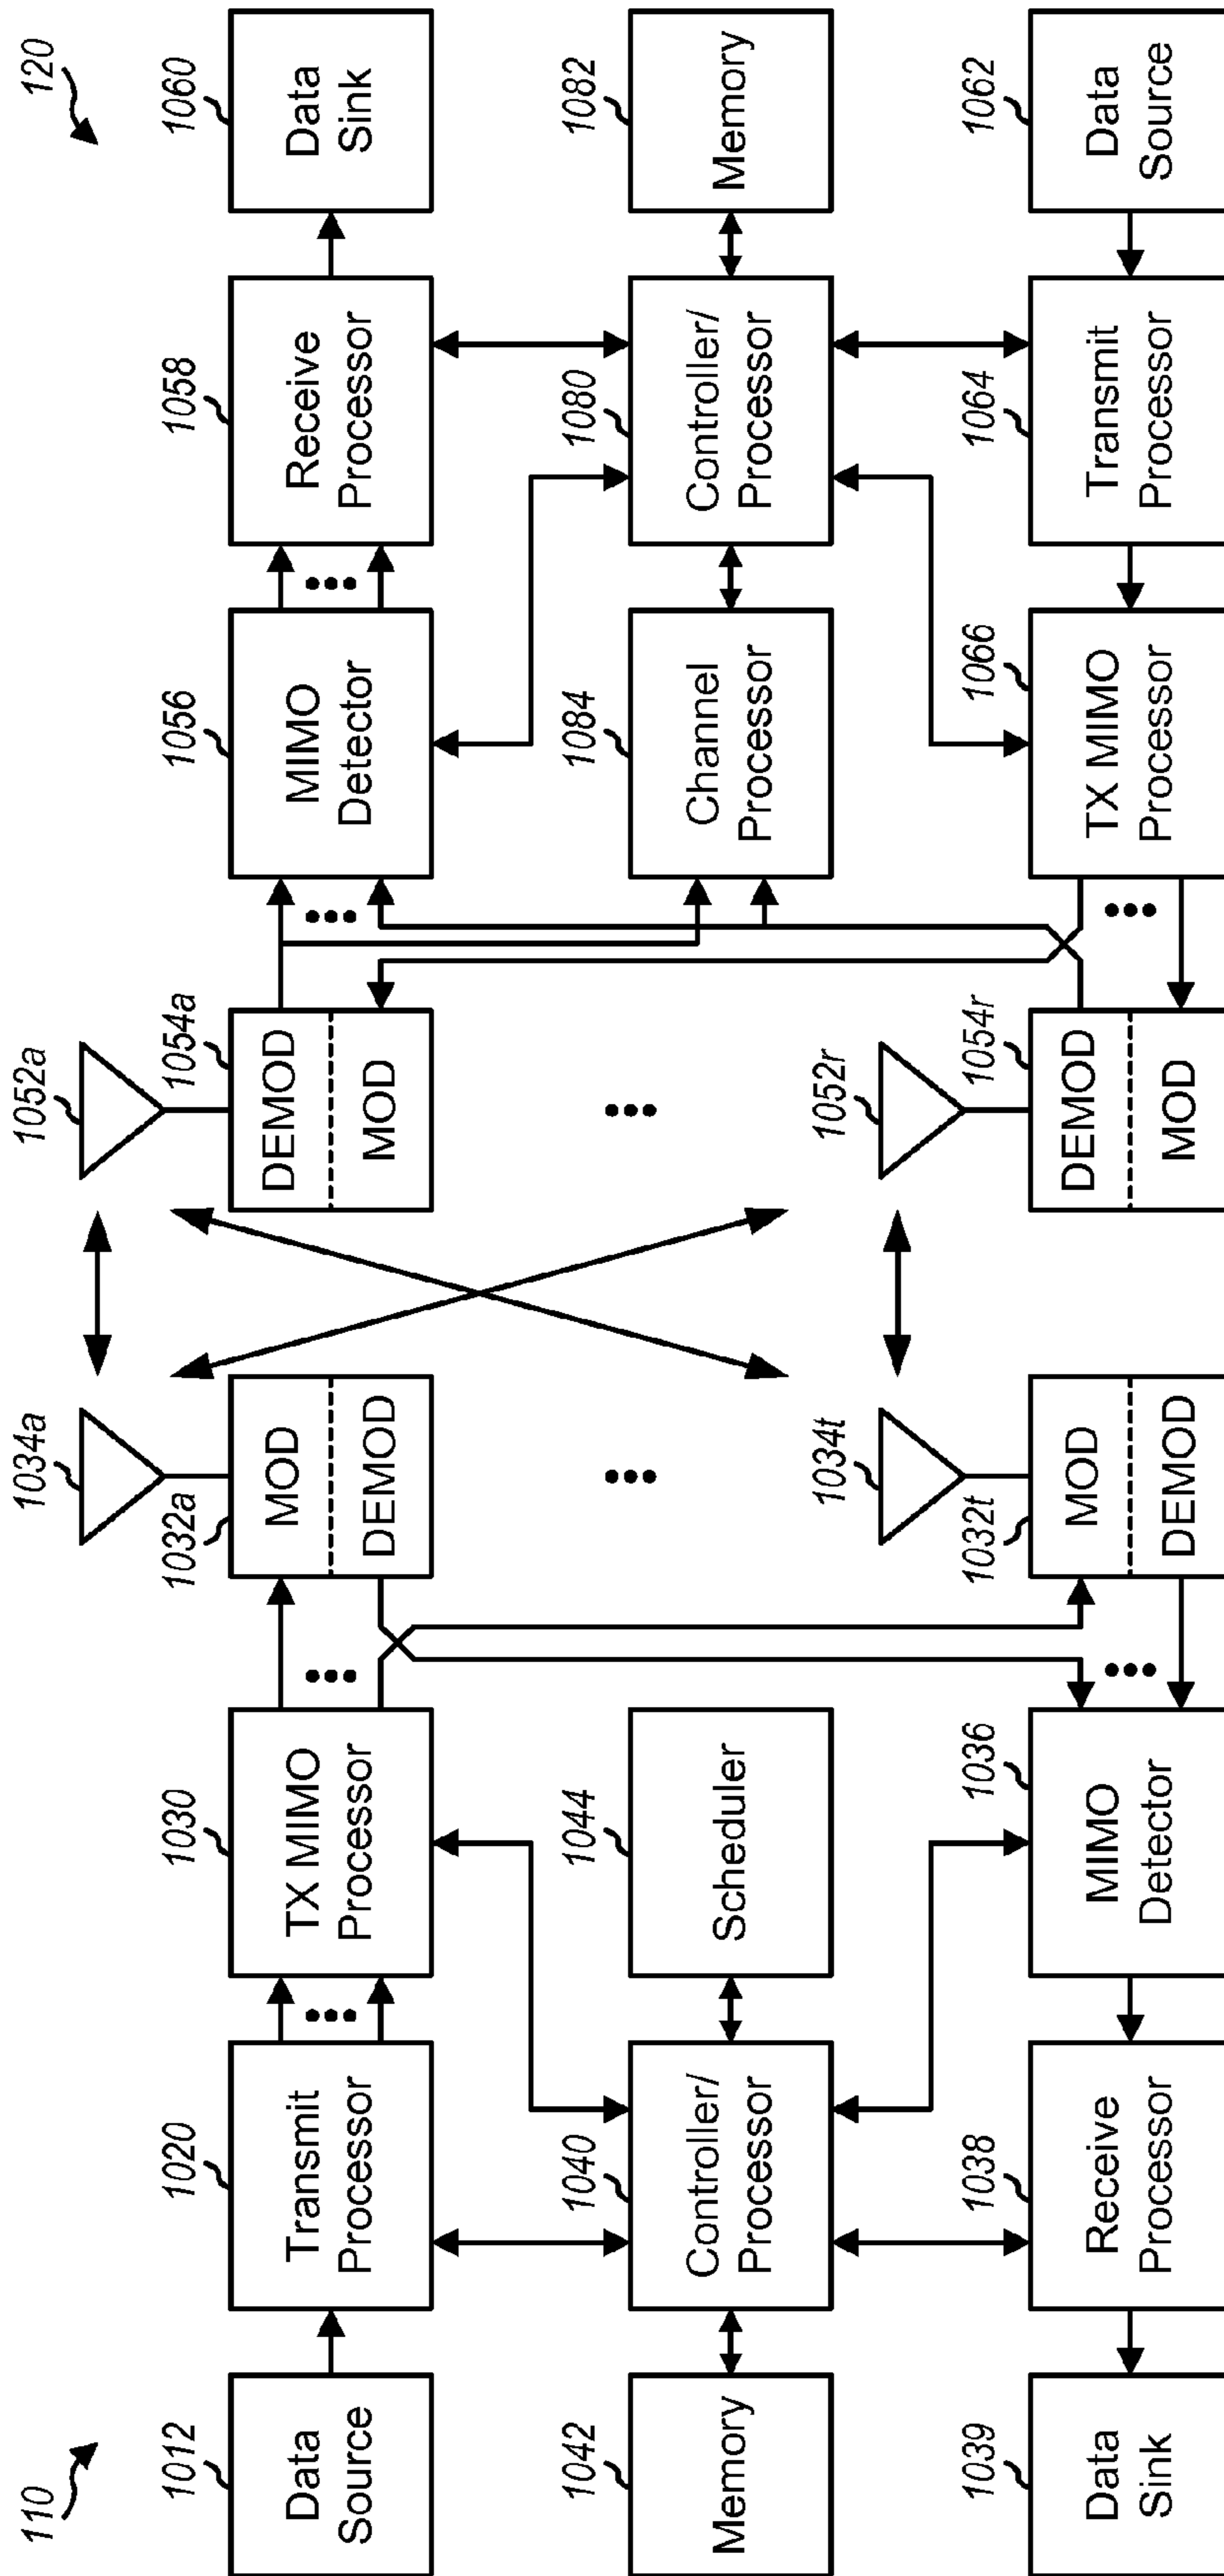 110
120
1012
Data
Source
1020
Transmit
Processor
1030
TX MIMO
Processor
1034a
1032a
MOD
DEMOD
1052a
1054a
DEMOD
MOD
1056
MIMO
Detector
1058
Receive
Processor
1060
Data
Sink
1042
Memory
1040
Controller/
Processor
1044
Scheduler
1084
Channel
Processor
1080
Controller/
Processor
1082
Memory
1039
Data
Sink
1038
Receive
Processor
1036
MIMO
Detector
1034t
1032t
MOD
DEMOD
1052r
1054r
DEMOD
MOD
1066
TX MIMO
Processor
1064
Transmit
Processor
1062
Data
Source